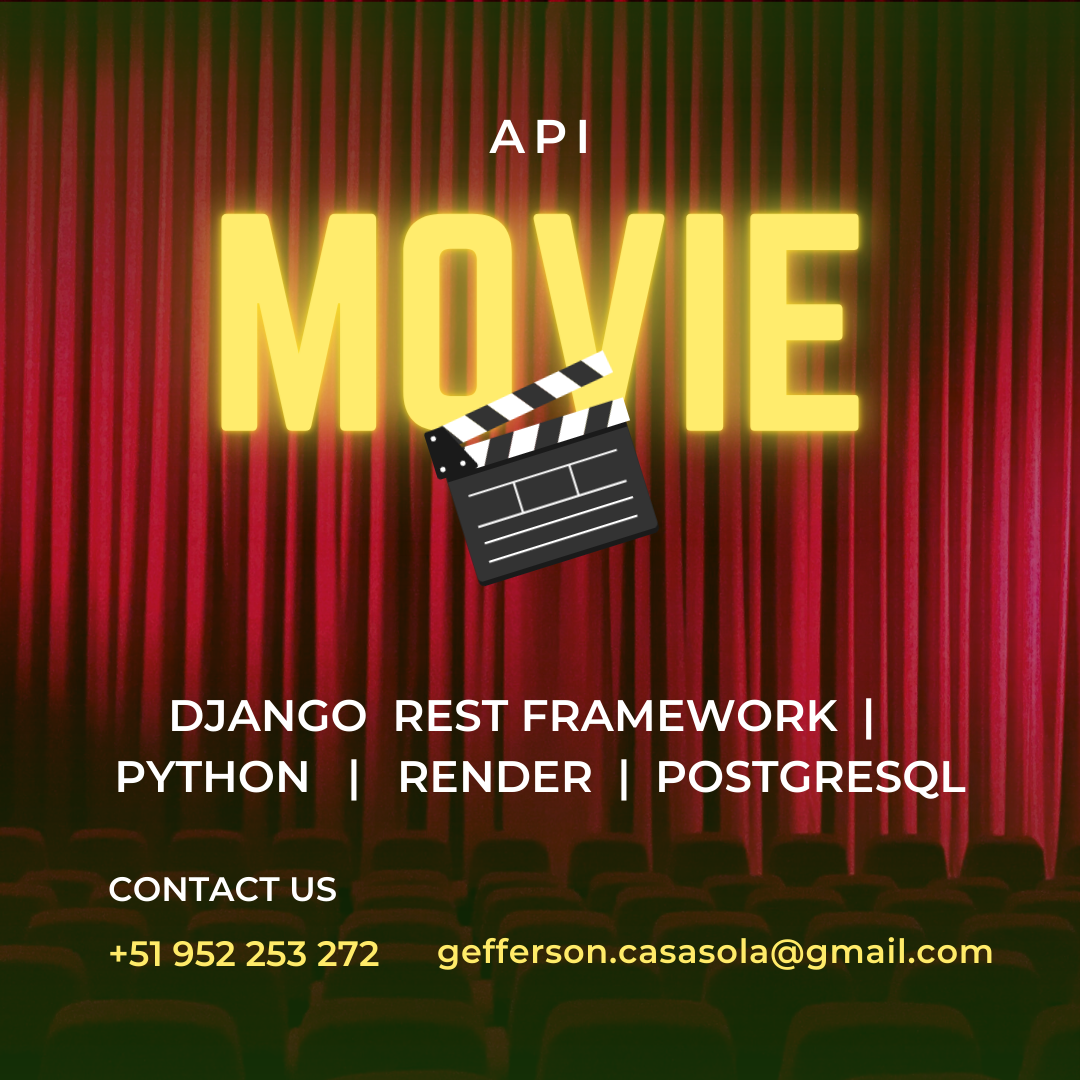 API
MOVIE
DJANGO REST FRAMEWORK |
PYTHON | RENDER | POSTGRESQL
CONTACT US
+51 952 253 272 gefferson.casasola@gmail.com